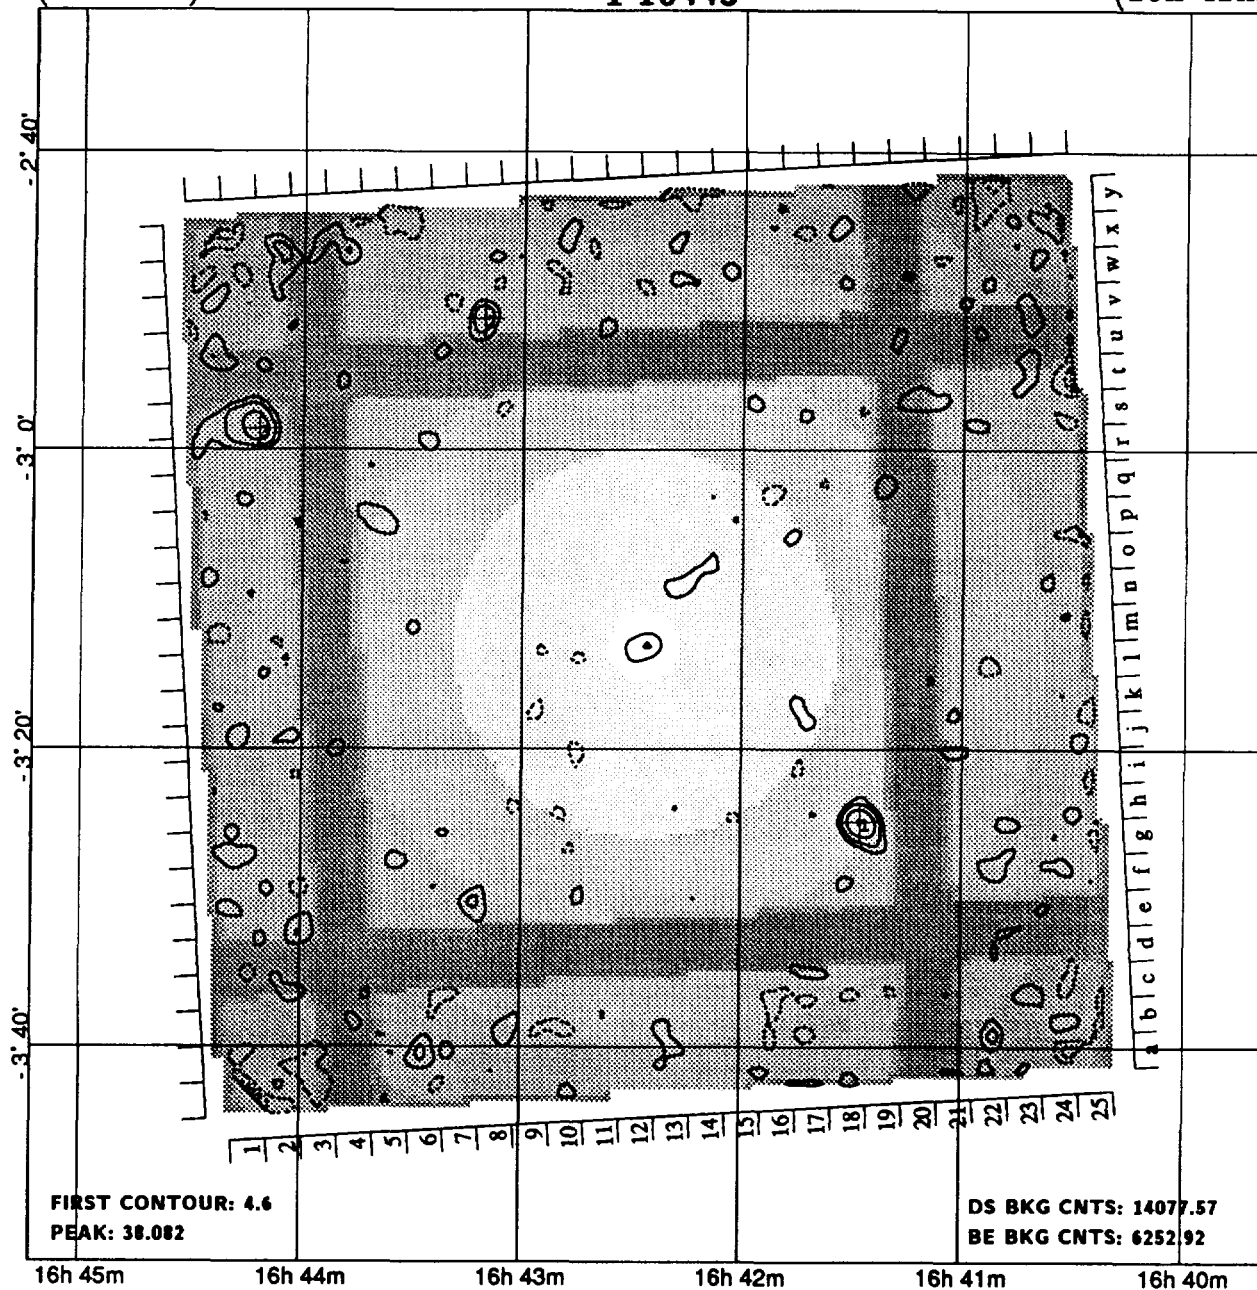 -2° 40'
-3° 0'
-3° 20'
-3° 40'
y
x
w
v
u
t
s
r
q
p
o
n
m
l
k
j
i
h
g
f
e
d
c
b
a
1
1 2 3 4 5 6 7 8 9 10 11 12 13 14 15 16 17 18 19 20 21 22 23 24 25
FIRST CONTOUR: 4.6
PEAK: 38.082
DS BKG CNTS: 14077.57
BE BKG CNTS: 6252.92
16h 45m 16h 44m 16h 43m 16h 42m 16h 41m 16h 40m